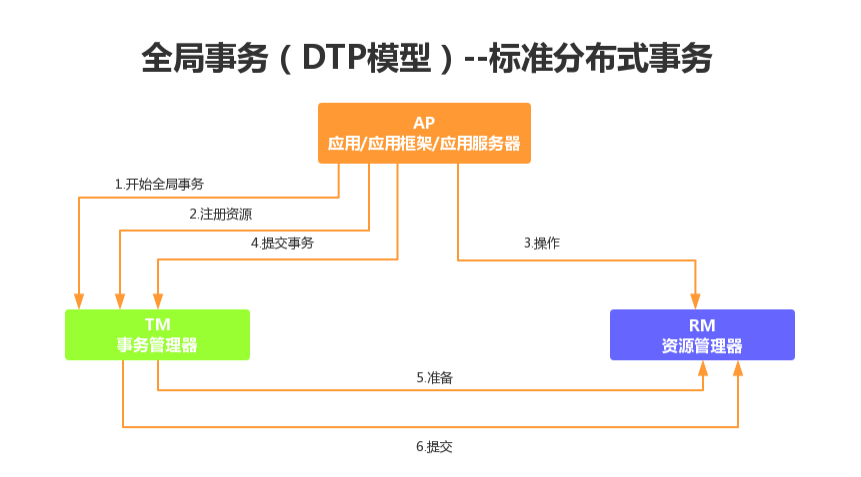 全局事务（DTP模型）--标准分布式事务
AP
应用/应用框架/应用服务器
1.开始全局事务
2.注册资源
4.提交事务
3.操作
TM
事务管理器
RM
资源管理器
5.准备
6.提交